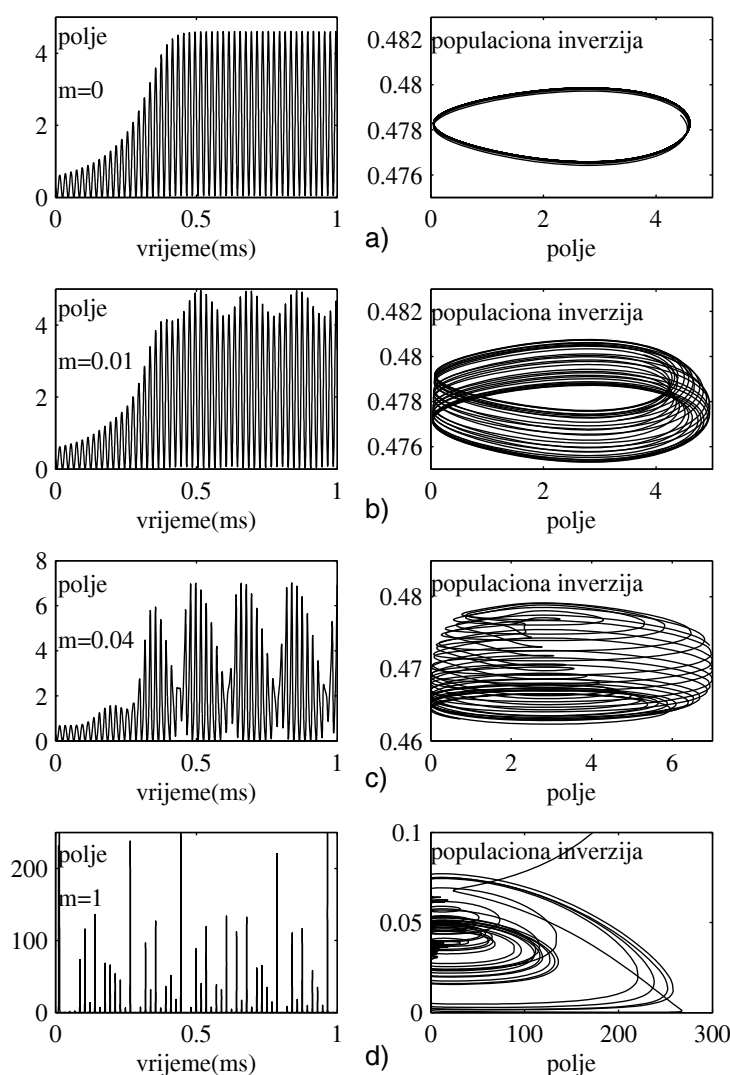 polje
m=0
4
2
0
0
0.5
1
vrijeme(ms)
0.483
populaciona inverzija
0.48
0.478
0.476
0
2
4
polje
a)
polje
m=0.01
4
2
0
0
0.5
1
vrijeme(ms)
0.483
populaciona inverzija
0.48
0.478
0.476
0
2
4
polje
b)
8
polje
6
m=0.04
4
2
0
0
0.5
1
vrijeme(ms)
populaciona inverzija
0.48
0.47
0.46
0
2
4
6
polje
c)
polje
200
m=1
100
0
0
0.5
1
vrijeme(ms)
0.1
populaciona inverzija
0.05
0
0
100
200
300
polje
d)